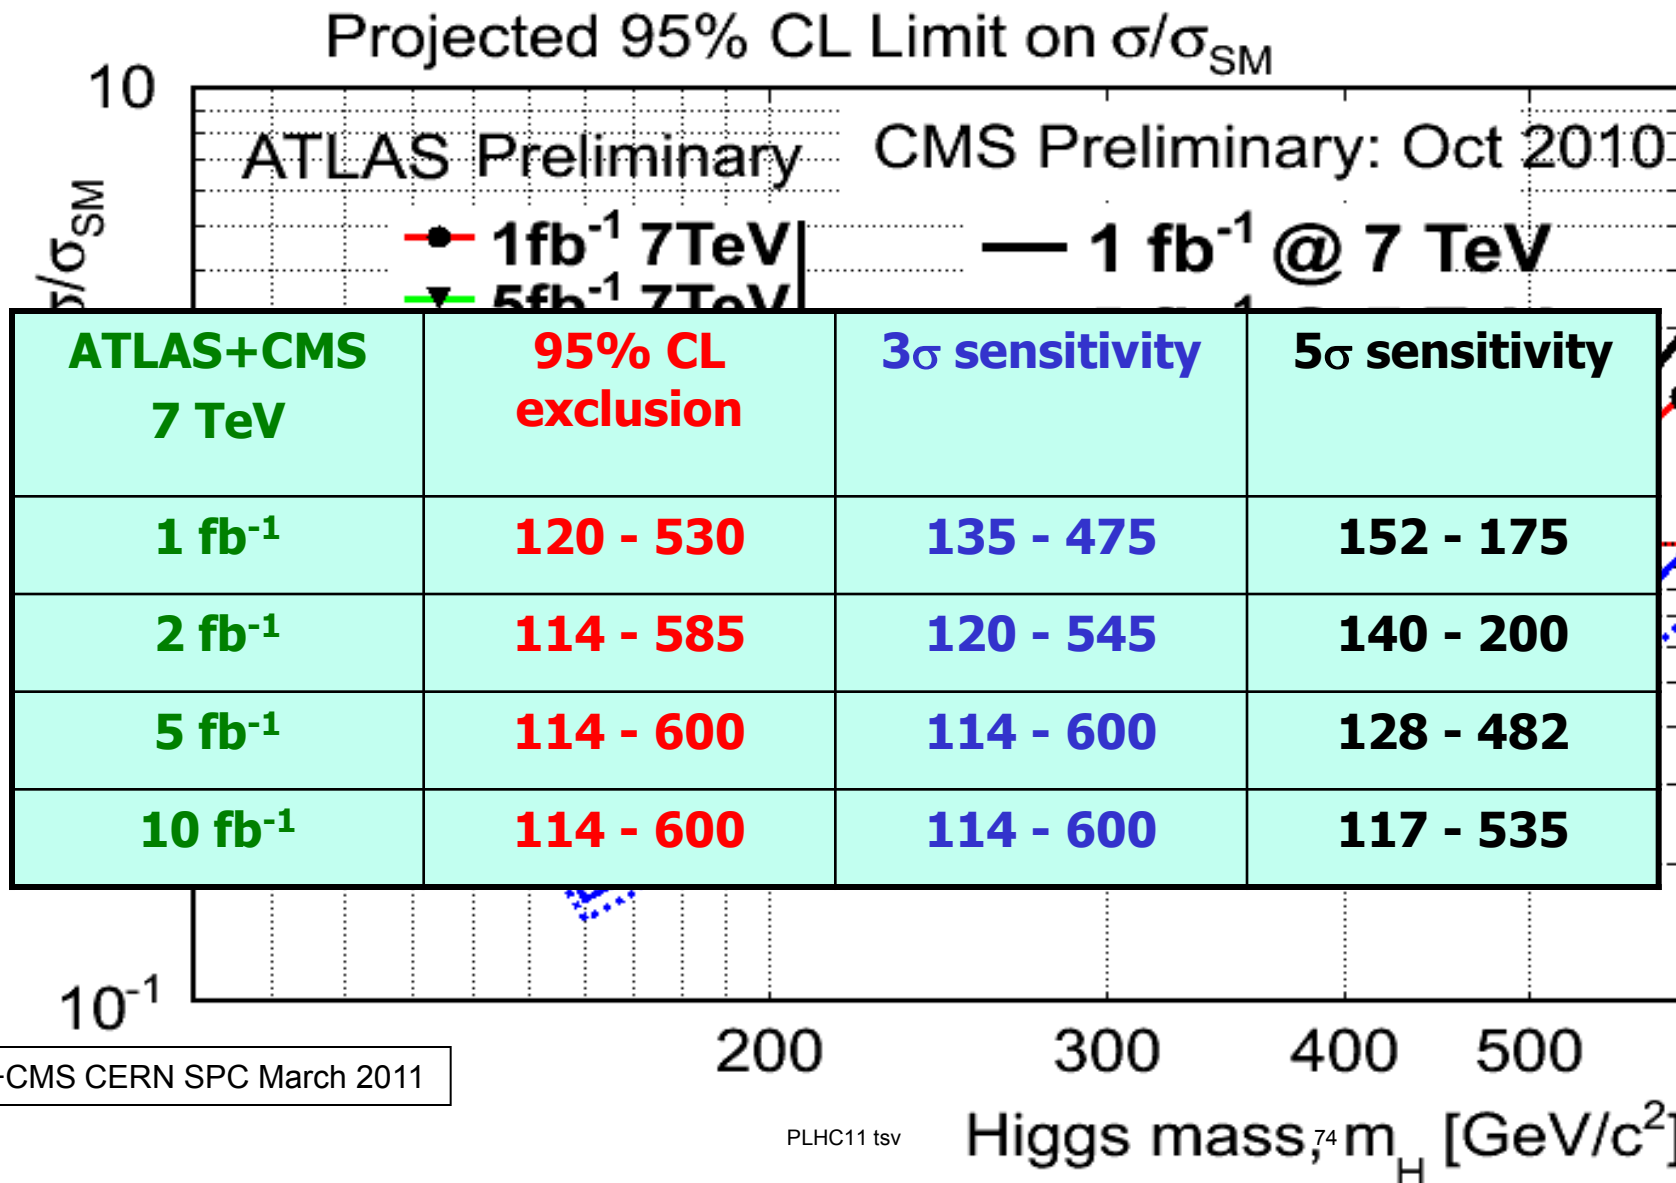 Projected 95% CL Limit on σ/σSM
10
ATLAS Preliminary
CMS Preliminary: Oct 2010
σ/σSM
1fb-1 7TeV
1 fb-1 @ 7 TeV
5fb-1 7TeV
ATLAS+CMS 7 TeV | 95% CL exclusion | 3σ sensitivity | 5σ sensitivity
1 fb-1 | 120 - 530 | 135 - 475 | 152 - 175
2 fb-1 | 114 - 585 | 120 - 545 | 140 - 200
5 fb-1 | 114 - 600 | 114 - 600 | 128 - 482
10 fb-1 | 114 - 600 | 114 - 600 | 117 - 535
10-1
200 300 400 500
+CMS CERN SPC March 2011
PLHC11 tsv
Higgs mass, mH [GeV/c2]
74